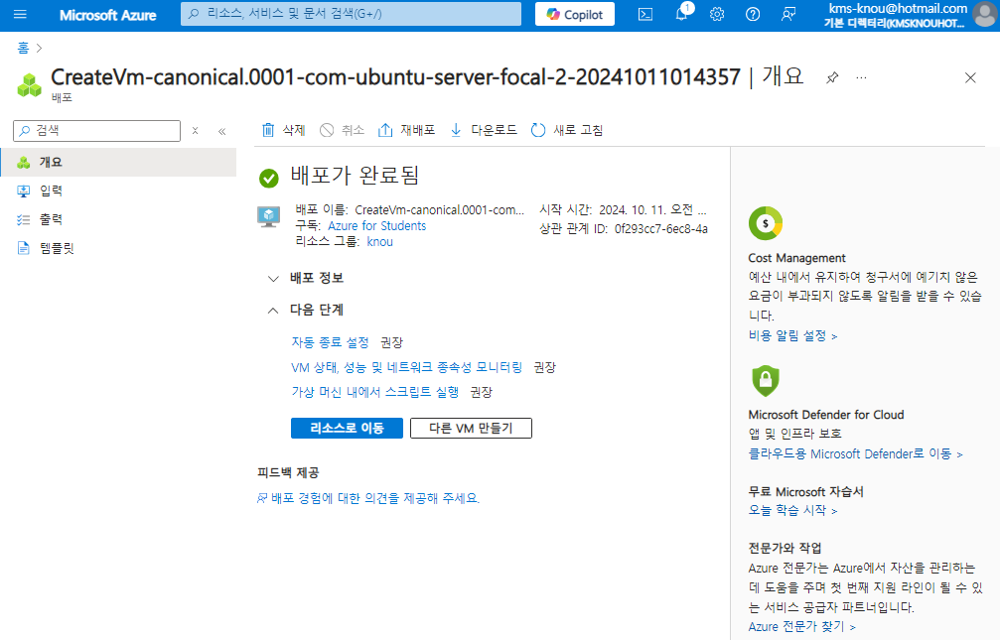 Microsoft Azure
리소스, 서비스 및 문서 검색(G+/)
Copilot
1
kms-knou@hotmail.com
기본 디렉터리(KMSKNOUHOT...
홈 >
CreateVm-canonical.0001-com-ubuntu-server-focal-2-20241011014357 | 개요
배포
검색
개요
입력
출력
템플릿
삭제 취소 재배포 다운로드 새로 고침
배포가 완료됨
배포 이름: CreateVm-canonical.0001-com... 시작 시간: 2024. 10. 11. 오전 ...
구독: Azure for Students 상관 관계 ID: 0f293cc7-6ec8-4a
리소스 그룹: knou
배포 정보
다음 단계
자동 종료 설정 권장
VM 상태, 성능 및 네트워크 종속성 모니터링 권장
가상 머신 내에서 스크립트 실행 권장
리소스로 이동 다른 VM 만들기
피드백 제공
배포 경험에 대한 의견을 제공해 주세요.
Cost Management
예산 내에서 유지하여 청구서에 예기치 않은
요금이 부과되지 않도록 알림을 받을 수 있습
니다.
비용 알림 설정 >
Microsoft Defender for Cloud
앱 및 인프라 보호
클라우드용 Microsoft Defender로 이동 >
무료 Microsoft 자습서
오늘 학습 시작 >
전문가와 작업
Azure 전문가는 Azure에서 자산을 관리하는
데 도움을 주며 첫 번째 지원 라인이 될 수 있
는 서비스 공급자 파트너입니다.
Azure 전문가 찾기 >